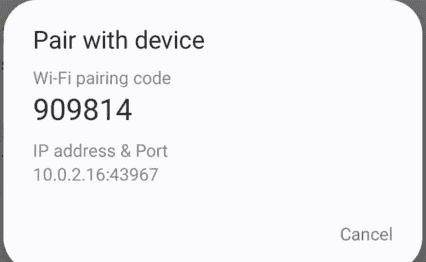 Pair with device
Wi-Fi pairing code
909814
IP address & Port
10.0.2.16:43967
Cancel